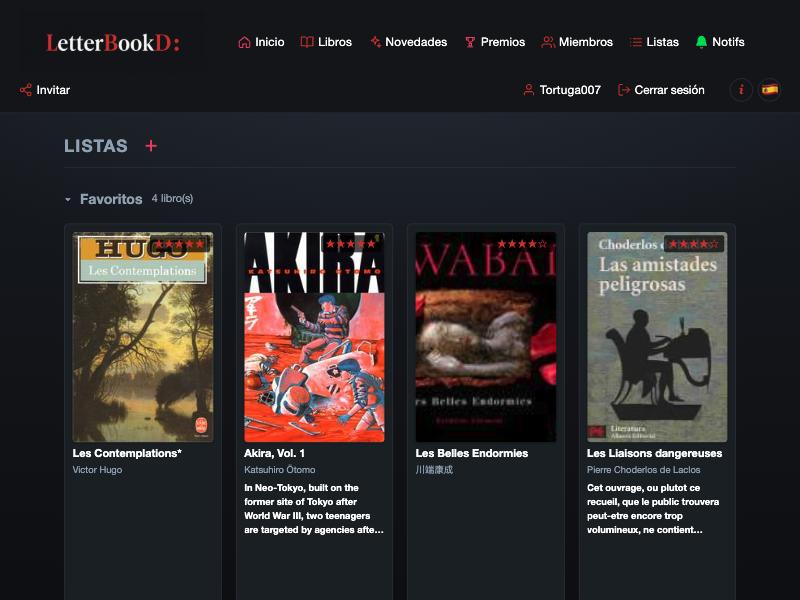 LetterBookD:
Inicio
Libros
Novedades
Premios
Miembros
Listas
Notifs
Invitar
Tortuga007
Cerrar sesión
i
LISTAS +
Favoritos 4 libro(s)
HUGO
Les Contemplations
★★★★★
Les Contemplations*
Victor Hugo
AKIRA
KATSUHIRO OTOMO
★★★★★
Akira, Vol. 1
Katsuhiro Ōtomo
In Neo-Tokyo, built on the
former site of Tokyo after
World War III, two teenagers
are targeted by agencies afte...
★★★★☆
WABAT
rs Belles Endormies
Les Belles Endormies
川端康成
Choderlos
★★★★☆
Las amistades
peligrosas
Literatura
Alianza Editorial
Les Liaisons dangereuses
Pierre Choderlos de Laclos
Cet ouvrage, ou plutot ce
recueil, que le public trouvera
peut-etre encore trop
volumineux, ne contient...